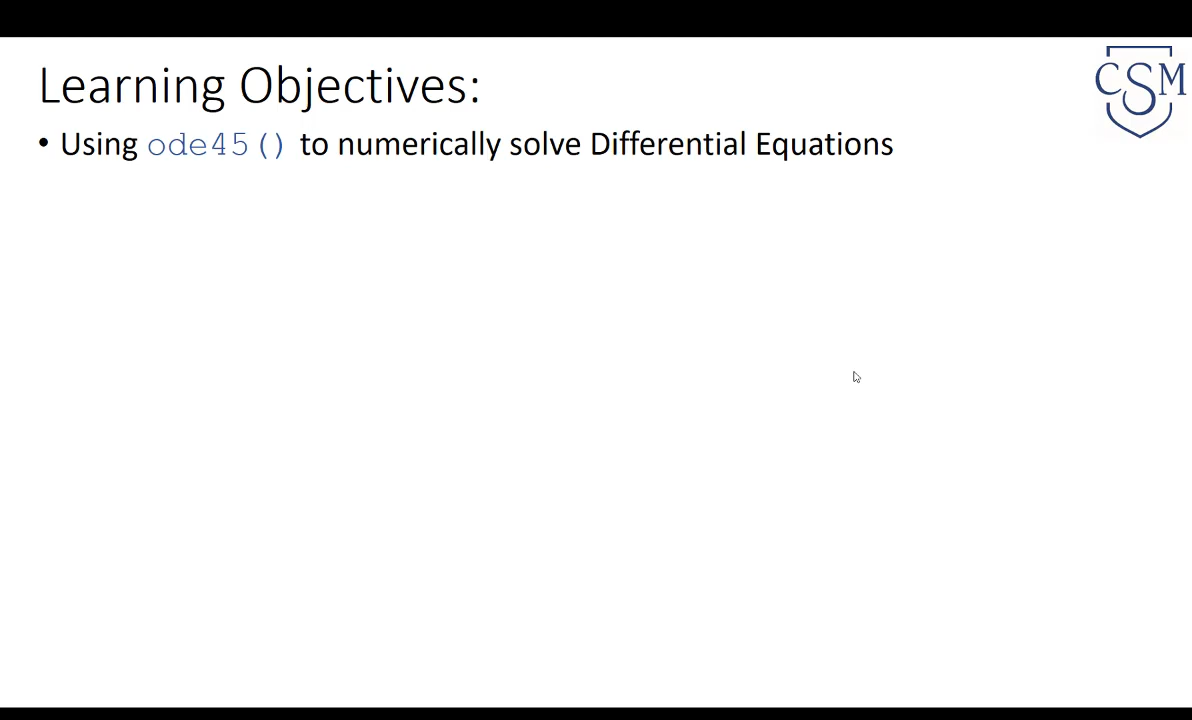 Learning Objectives:
CSM
• Using ode45() to numerically solve Differential Equations